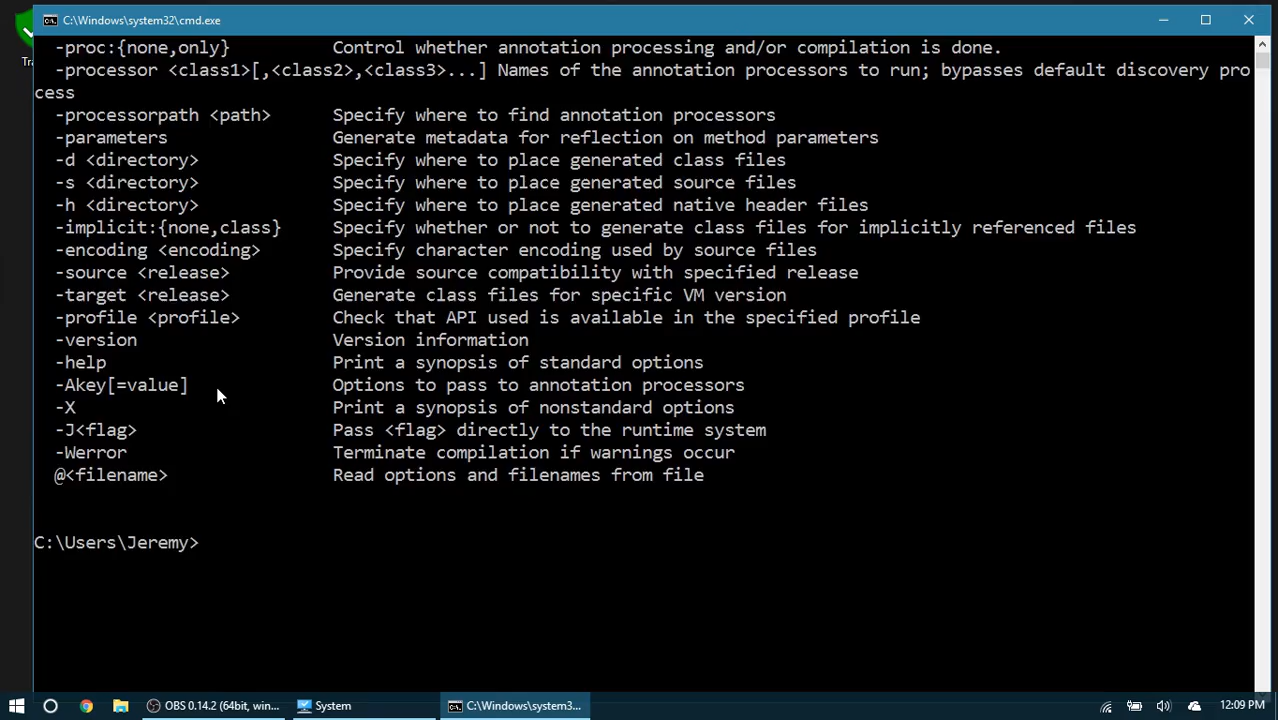 C:\Windows\system32\cmd.exe
-proc:{none,only} Control whether annotation processing and/or compilation is done.
-processor <class1>[,<class2>,<class3>...] Names of the annotation processors to run; bypasses default discovery pro
cess
-processorpath <path> Specify where to find annotation processors
-parameters Generate metadata for reflection on method parameters
-d <directory> Specify where to place generated class files
-s <directory> Specify where to place generated source files
-h <directory> Specify where to place generated native header files
-implicit:{none,class} Specify whether or not to generate class files for implicitly referenced files
-encoding <encoding> Specify character encoding used by source files
-source <release> Provide source compatibility with specified release
-target <release> Generate class files for specific VM version
-profile <profile> Check that API used is available in the specified profile
-version Version information
-help Print a synopsis of standard options
-Akey[=value] Options to pass to annotation processors
-X Print a synopsis of nonstandard options
-J<flag> Pass <flag> directly to the runtime system
-Werror Terminate compilation if warnings occur
@<filename> Read options and filenames from file
C:\Users\Jeremy>
OBS 0.14.2 (64bit, win... System C:\Windows\system3... 12:09 PM